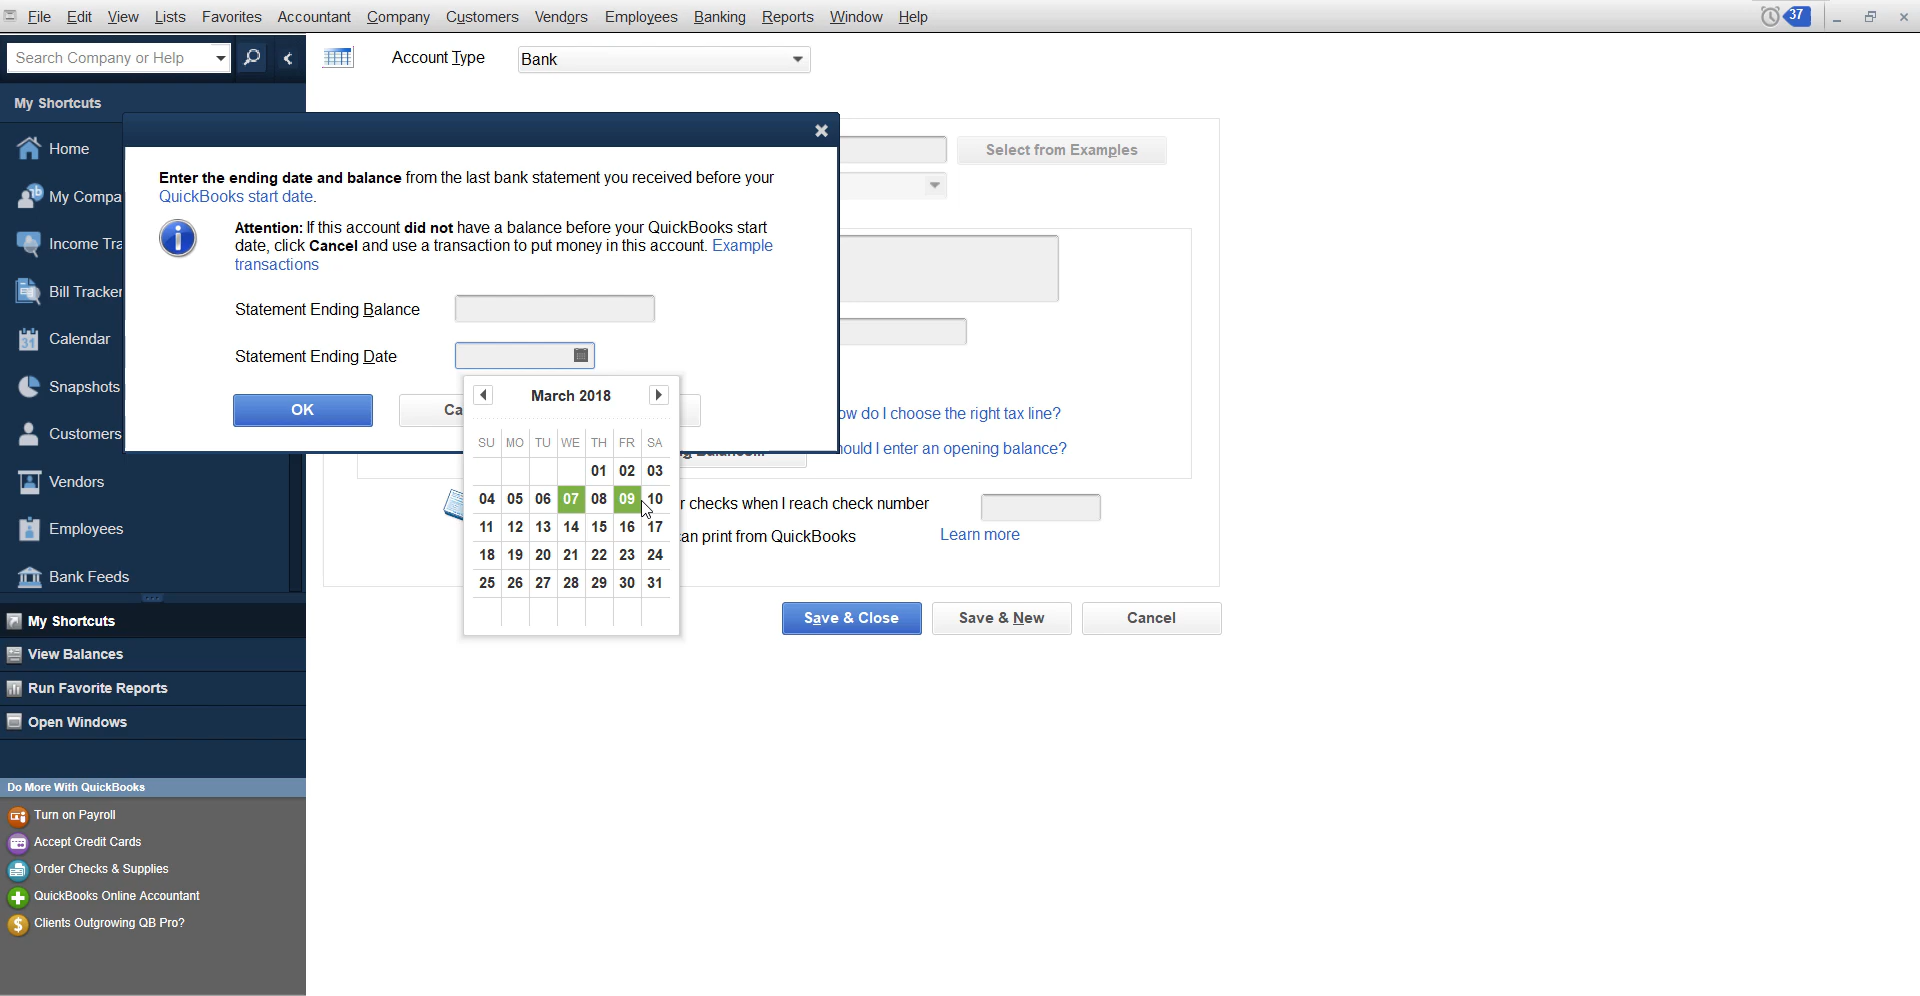 File Edit View Lists Favorites Accountant Company Customers Vendors Employees Banking Reports Window Help 37
Search Company or Help
Account Type Bank
My Shortcuts
Home
My Compa
Income Tra
Bill Tracker
Calendar
31
Snapshots
Customers
Vendors
Employees
Bank Feeds
My Shortcuts
View Balances
Run Favorite Reports
Open Windows
Do More With QuickBooks
Turn on Payroll
Accept Credit Cards
Order Checks & Supplies
QuickBooks Online Accountant
Clients Outgrowing QB Pro?
Enter the ending date and balance from the last bank statement you received before your
QuickBooks start date.
Attention: If this account did not have a balance before your QuickBooks start
date, click Cancel and use a transaction to put money in this account. Example
transactions
Statement Ending Balance
Statement Ending Date
OK Ca
March 2018
SU MO TU WE TH FR SA
01 02 03
04 05 06 07 08 09 10
11 12 13 14 15 16 17
18 19 20 21 22 23 24
25 26 27 28 29 30 31
Select from Examples
ow do I choose the right tax line?
ould I enter an opening balance?
r checks when I reach check number
an print from QuickBooks Learn more
Save & Close Save & New Cancel